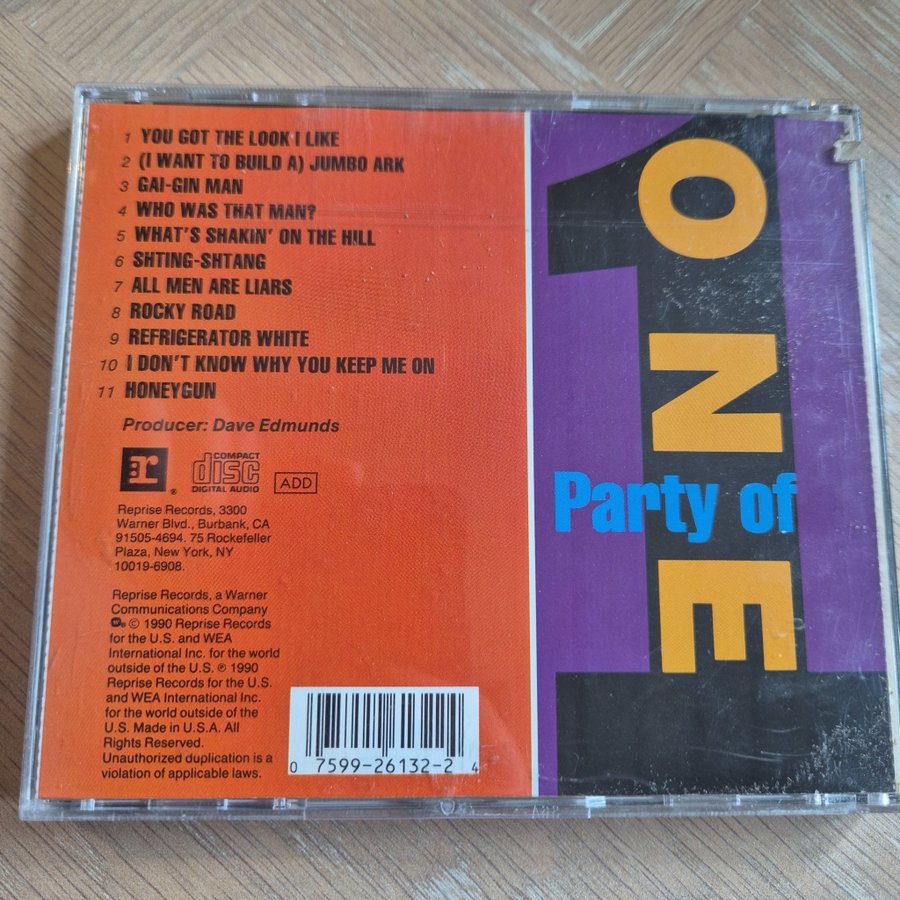 1 YOU GOT THE LOOK I LIKE
2 (I WANT TO BUILD A) JUMBO ARK
3 GAI-GIN MAN
4 WHO WAS THAT MAN?
5 WHAT'S SHAKIN' ON THE HILL
6 SHTING-SHTANG
7 ALL MEN ARE LIARS
8 ROCKY ROAD
9 REFRIGERATOR WHITE
10 I DON'T KNOW WHY YOU KEEP ME ON
11 HONEYGUN
Producer: Dave Edmunds
r ®
COMPACT
disc
DIGITAL AUDIO
ADD
Reprise Records, 3300
Warner Blvd., Burbank, CA
91505-4694. 75 Rockefeller
Plaza, New York, NY
10019-6908.
Reprise Records, a Warner
Communications Company
© 1990 Reprise Records
for the U.S. and WEA
International Inc. for the world
outside of the U.S. ℗ 1990
Reprise Records for the U.S.
and WEA International Inc.
for the world outside of the
U.S. Made in U.S.A. All
Rights Reserved.
Unauthorized duplication is a
violation of applicable laws.
0 7599-26132-2 4
Party of
ONE